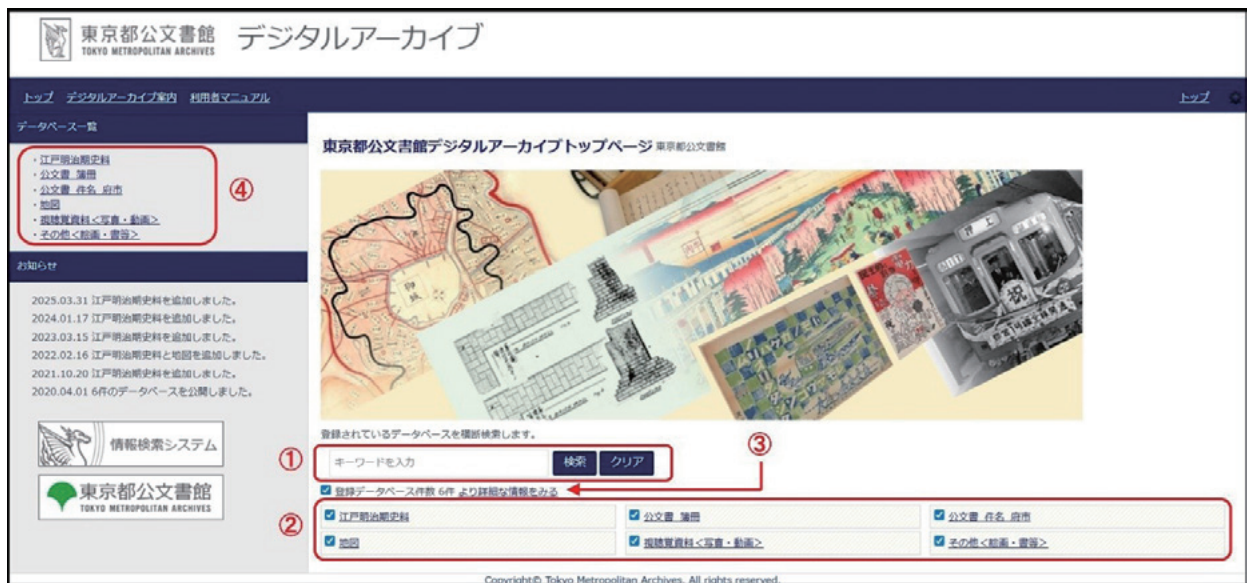 東京都公文書館
TOKYO METROPOLITAN ARCHIVES
デジタルアーカイブ
トップ デジタルアーカイブ案内 利用者マニュアル
トップ
データベース一覧
・江戸明治期史料
・公文書 簿冊
・公文書 件名 府市
・地図
・視聴覚資料<写真・動画>
・その他<絵画・書等>
④
お知らせ
2025.03.31 江戸明治期史料を追加しました。
2024.01.17 江戸明治期史料を追加しました。
2023.03.15 江戸明治期史料を追加しました。
2022.02.16 江戸明治期史料と地図を追加しました。
2021.10.20 江戸明治期史料を追加しました。
2020.04.01 6件のデータベースを公開しました。
情報検索システム
東京都公文書館
TOKYO METROPOLITAN ARCHIVES
東京都公文書館デジタルアーカイブトップページ 東京都公文書館
祝
登録されているデータベースを横断検索します。
①
キーワードを入力
検索
クリア
③
登録データベース件数 6件 より詳細な情報をみる
②
江戸明治期史料
公文書 簿冊
公文書 件名 府市
地図
視聴覚資料<写真・動画>
その他<絵画・書等>
Copyright© Tokyo Metropolitan Archives. All rights reserved.